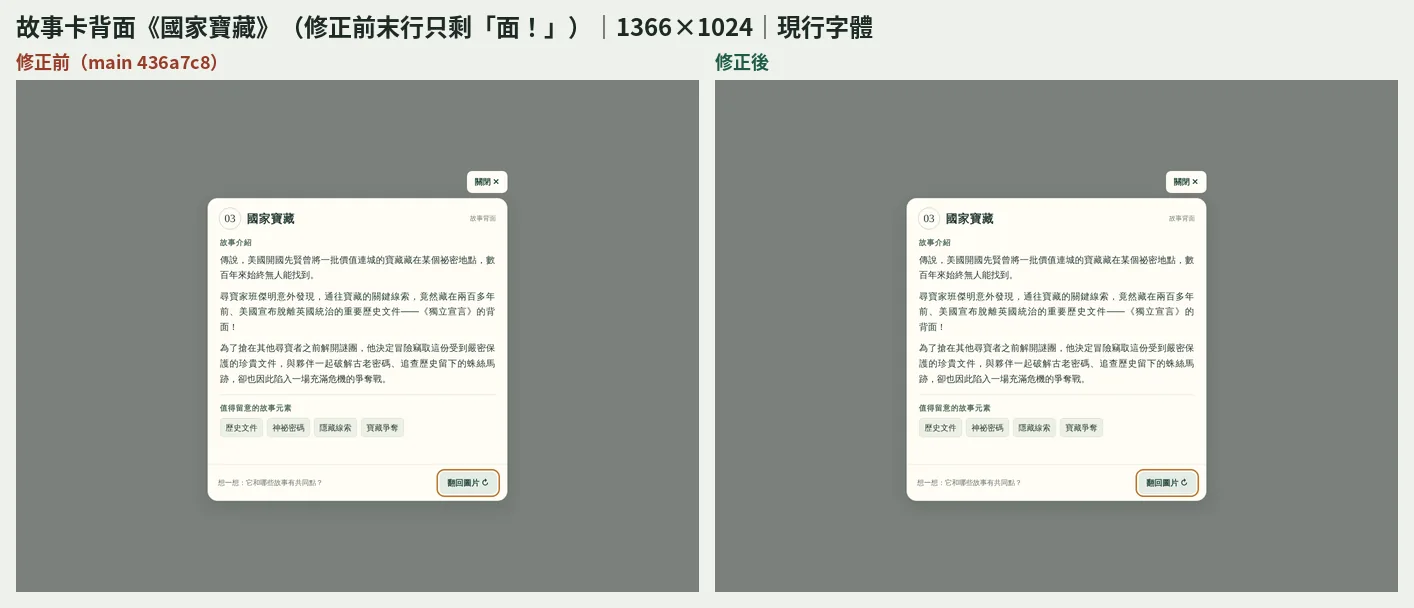 故事卡背面《國家寶藏》（修正前末行只剩「面！」）｜1366×1024｜現行字體
修正前（main 436a7c8）
關閉 ✕
03 國家寶藏 故事背面
故事介紹
傳說，美國開國先賢曾將一批價值連城的寶藏藏在某個祕密地點，數
百年來始終無人能找到。
尋寶家班傑明意外發現，通往寶藏的關鍵線索，竟然藏在兩百多年
前、美國宣布脫離英國統治的重要歷史文件——《獨立宣言》的背
面！
為了搶在其他尋寶者之前解開謎團，他決定冒險竊取這份受到嚴密保
護的珍貴文件，與夥伴一起破解古老密碼、追查歷史留下的蛛絲馬
跡，卻也因此陷入一場充滿危機的爭奪戰。
值得留意的故事元素
歷史文件 神祕密碼 隱藏線索 寶藏爭奪
想一想：它和哪些故事有共同點？ 翻回圖片 ↻
修正後
關閉 ✕
03 國家寶藏 故事背面
故事介紹
傳說，美國開國先賢曾將一批價值連城的寶藏藏在某個祕密地點，數
百年來始終無人能找到。
尋寶家班傑明意外發現，通往寶藏的關鍵線索，竟然藏在兩百多年
前、美國宣布脫離英國統治的重要歷史文件——《獨立宣言》的
背面！
為了搶在其他尋寶者之前解開謎團，他決定冒險竊取這份受到嚴密保
護的珍貴文件，與夥伴一起破解古老密碼、追查歷史留下的蛛絲馬
跡，卻也因此陷入一場充滿危機的爭奪戰。
值得留意的故事元素
歷史文件 神祕密碼 隱藏線索 寶藏爭奪
想一想：它和哪些故事有共同點？ 翻回圖片 ↻